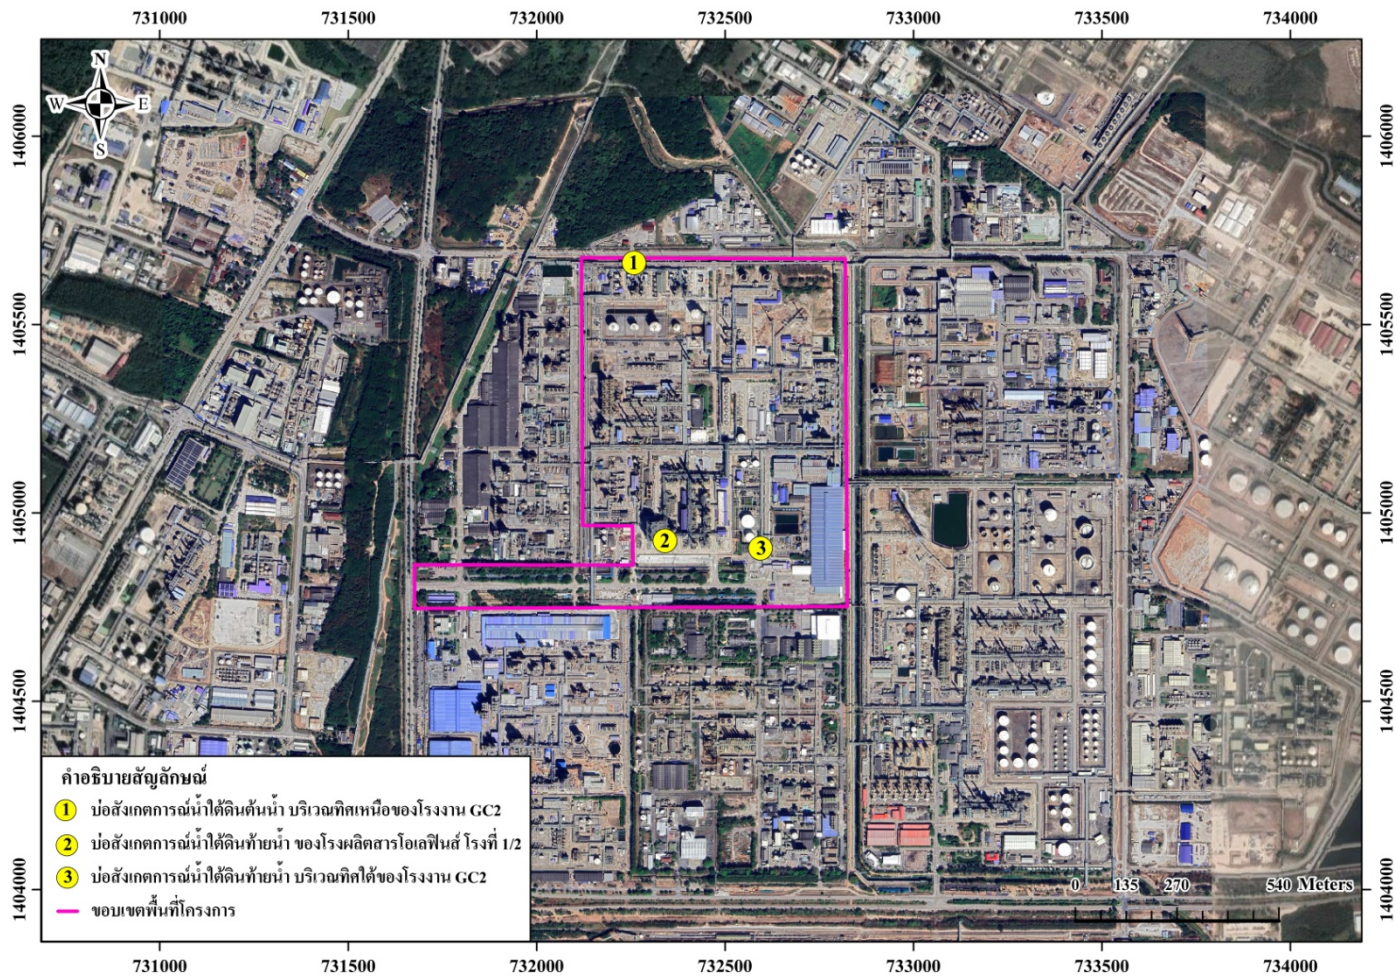 731000 731500 732000 732500 733000 733500 734000
N
W E
S
1406000 1406000
1405500 1405500
1405000 1405000
1404500 1404500
1404000 1404000
1
2
3
คำอธิบายสัญลักษณ์
1 บ่อสังเกตการณ์น้ำใต้ดินต้นน้ำ บริเวณทิศเหนือของโรงงาน GC2
2 บ่อสังเกตการณ์น้ำใต้ดินท้ายน้ำ ของโรงผลิตสารโอเลฟินส์ โรงที่ 1/2
3 บ่อสังเกตการณ์น้ำใต้ดินท้ายน้ำ บริเวณทิศใต้ของโรงงาน GC2
ขอบเขตพื้นที่โครงการ
0 135 270 540 Meters
731000 731500 732000 732500 733000 733500 734000